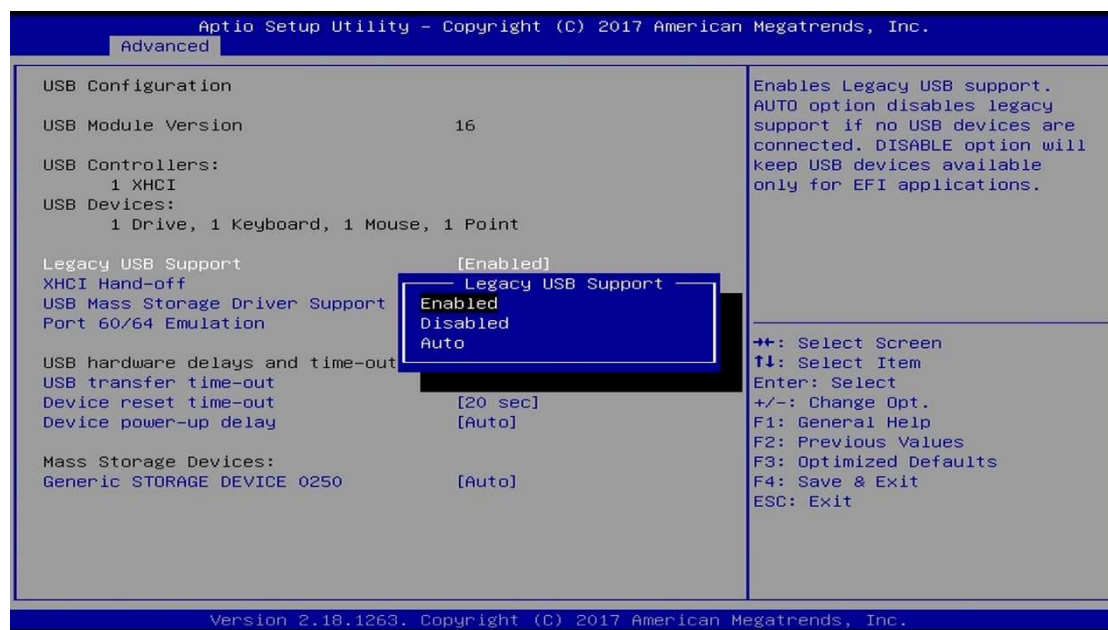 Aptio Setup Utility – Copyright (C) 2017 American Megatrends, Inc.
Advanced
USB Configuration
USB Module Version 16
USB Controllers:
1 XHCI
USB Devices:
1 Drive, 1 Keyboard, 1 Mouse, 1 Point
Legacy USB Support [Enabled]
XHCI Hand-off
USB Mass Storage Driver Support
Port 60/64 Emulation
USB hardware delays and time-out
USB transfer time-out
Device reset time-out [20 sec]
Device power-up delay [Auto]
Mass Storage Devices:
Generic STORAGE DEVICE 0250 [Auto]
Legacy USB Support
Enabled
Disabled
Auto
Enables Legacy USB support.
AUTO option disables legacy
support if no USB devices are
connected. DISABLE option will
keep USB devices available
only for EFI applications.
→←: Select Screen
↑↓: Select Item
Enter: Select
+/-: Change Opt.
F1: General Help
F2: Previous Values
F3: Optimized Defaults
F4: Save & Exit
ESC: Exit
Version 2.18.1263. Copyright (C) 2017 American Megatrends, Inc.